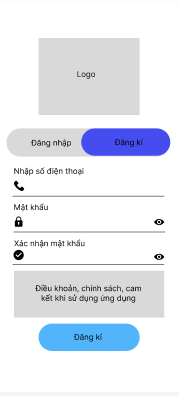 Logo
Đăng nhập Đăng kí
Nhập số điện thoại
Mật khẩu
Xác nhận mật khẩu
Điều khoản, chính sách, cam
kết khi sử dụng ứng dụng
Đăng kí